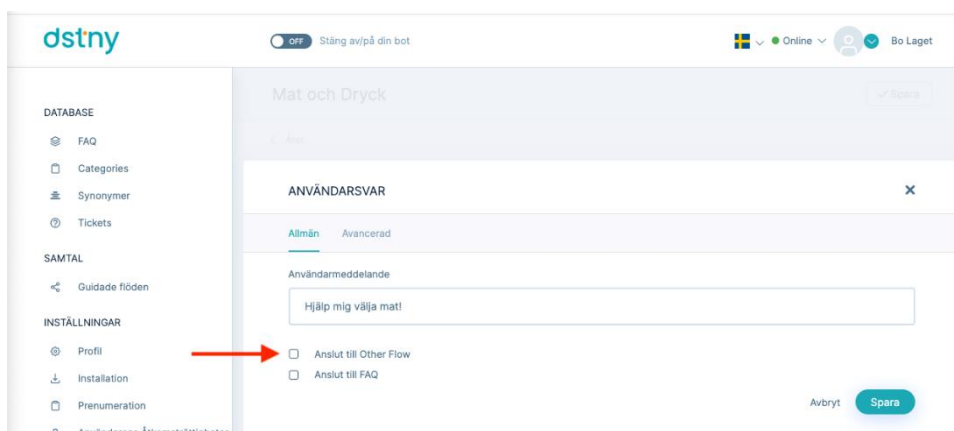 dstny
OFF Stäng av/på din bot
Online
Bo Laget
Mat och Dryck
Spara
DATABASE
FAQ
Categories
Synonymer
Tickets
SAMTAL
Guidade flöden
INSTÄLLNINGAR
Profil
Installation
Prenumeration
ANVÄNDARSVAR
Allmän Avancerad
Användarmeddelande
Hjälp mig välja mat!
Anslut till Other Flow
Anslut till FAQ
Avbryt Spara